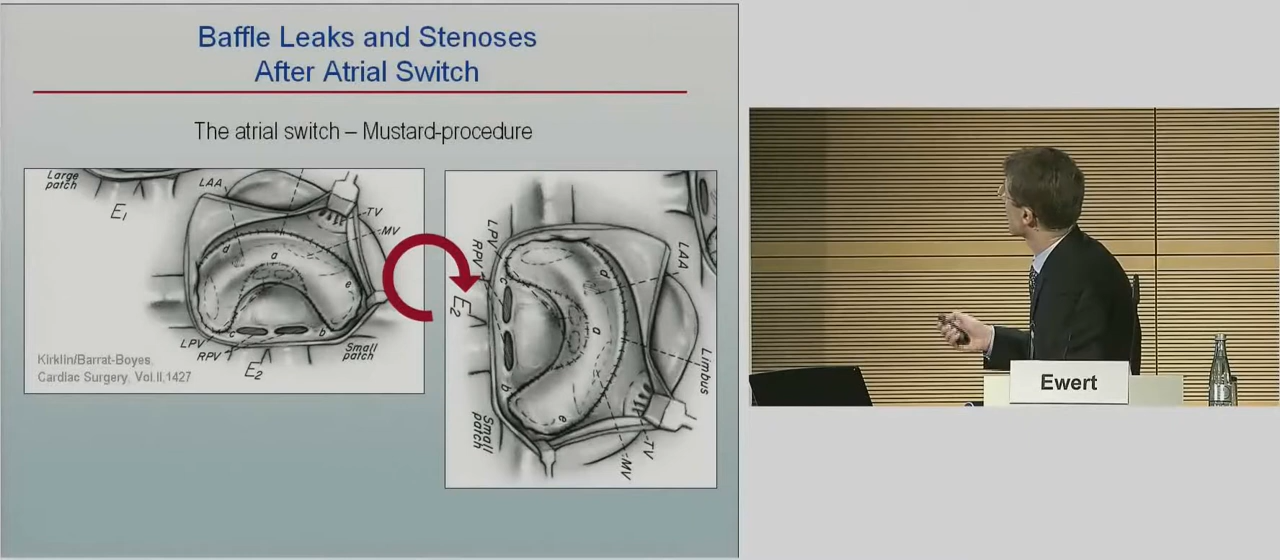 Baffle Leaks and Stenoses
After Atrial Switch
The atrial switch – Mustard-procedure
Large
patch
E1
LAA
TV
MV
d
a
e
c
b
LPV
RPV
E2
Small
patch
Kirklin/Barrat-Boyes,
Cardiac Surgery, Vol.II,1427
LPV
RPV
E2
LAA
d
c
a
b
e
Limbus
Small
patch
TV
MV
Ewert